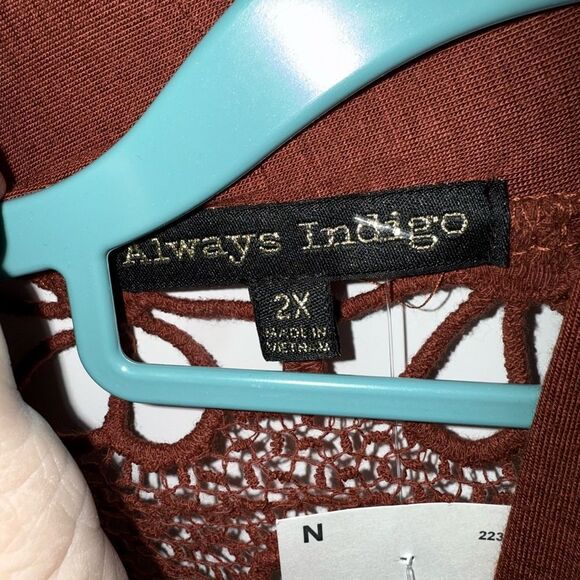 Always Indigo
2X
MADE IN
VIETNAM
N
223